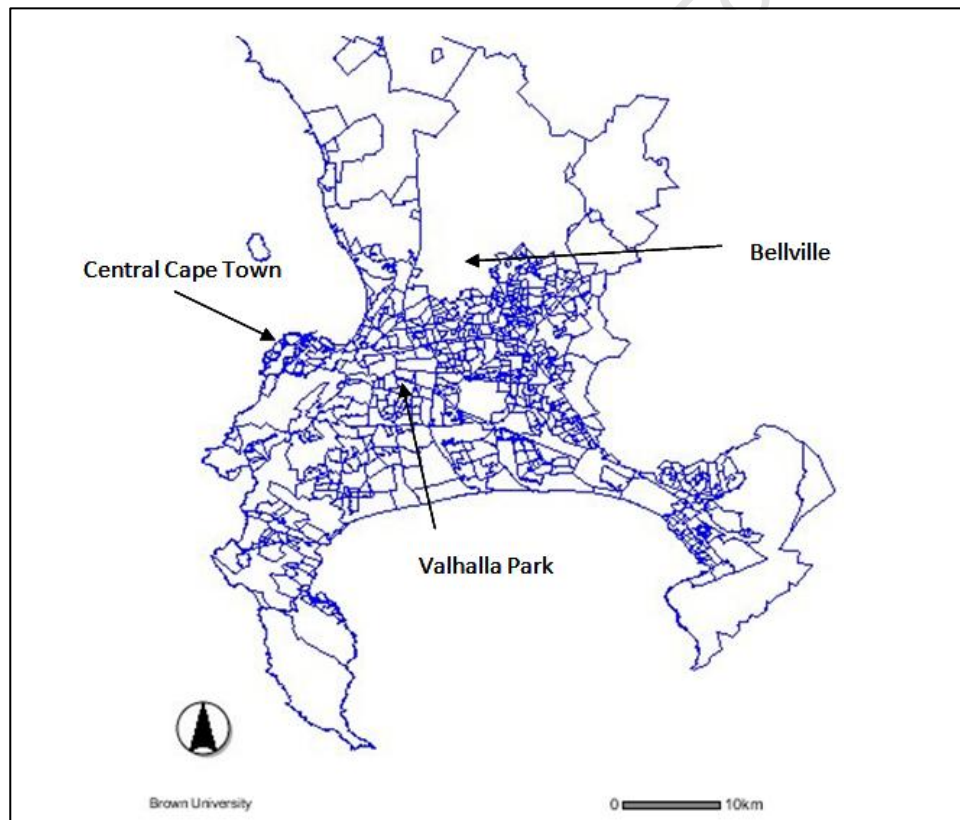 Central Cape Town
Bellville
Valhalla Park
Brown University
0 10km